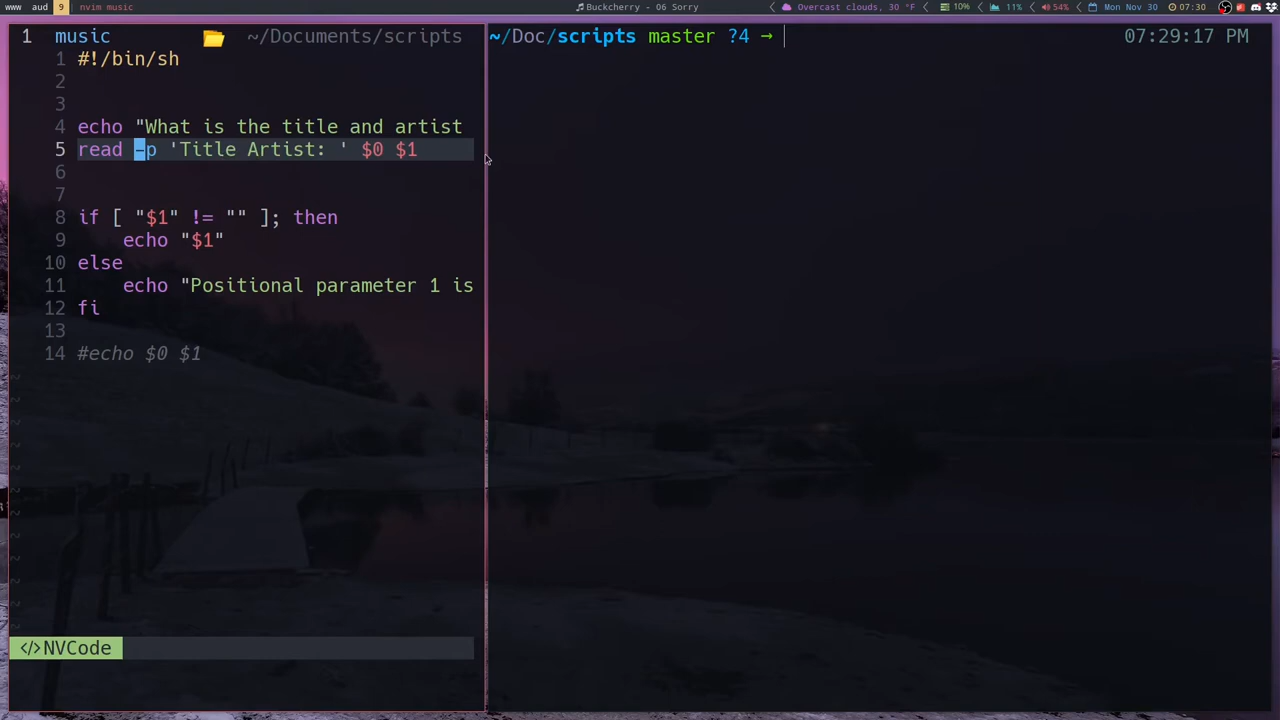 www aud 9 nvim music Buckcherry - 06 Sorry Overcast clouds, 30 °F 10% 11% 54% Mon Nov 30 07:30
1 music ~/Documents/scripts
1 #!/bin/sh
2
3
4 echo "What is the title and artist
5 read -p 'Title Artist: ' $0 $1
6
7
8 if [ "$1" != "" ]; then
9 echo "$1"
10 else
11 echo "Positional parameter 1 is
12 fi
13
14 #echo $0 $1
~
~
~
~
~
~
~
~
~
~
~
</>NVCode
~/Doc/scripts master ?4 → 07:29:17 PM